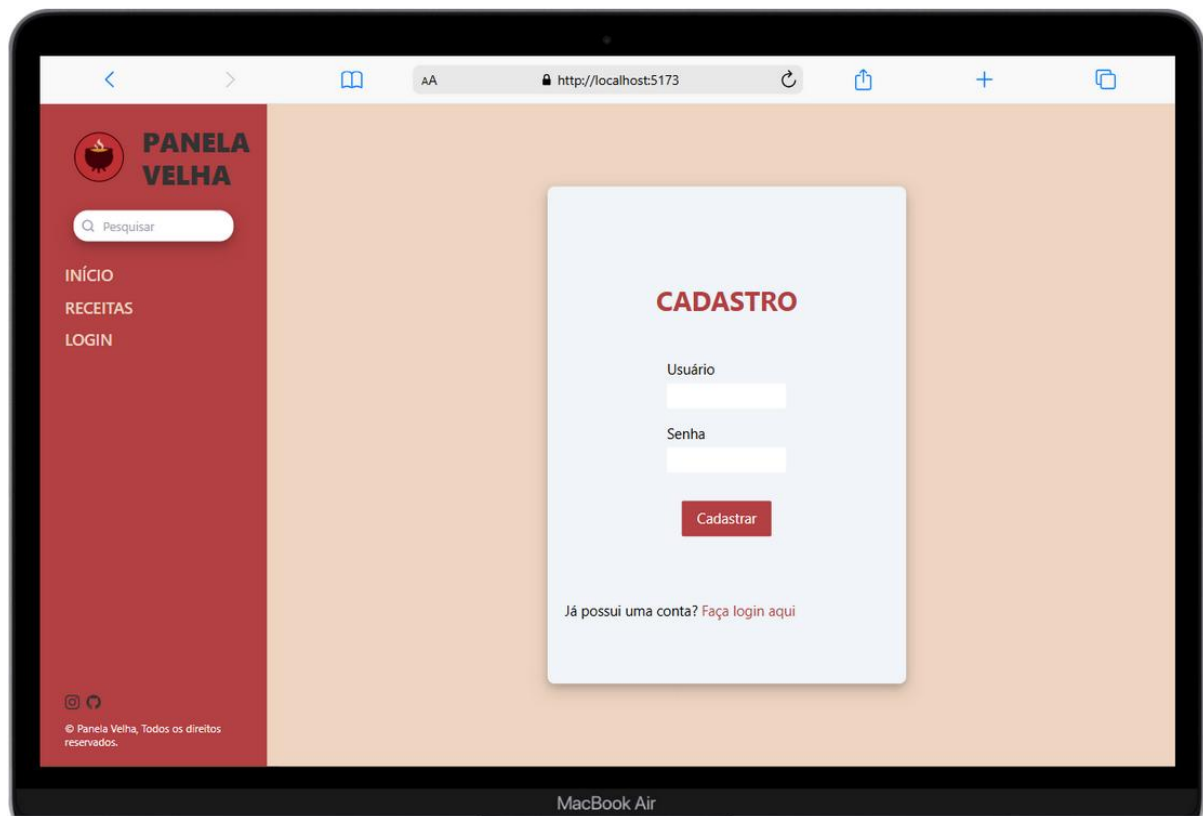 AA
http://localhost:5173
PANELA
VELHA
Pesquisar
INÍCIO
RECEITAS
LOGIN
© Panela Velha, Todos os direitos
reservados.
CADASTRO
Usuário
Senha
Cadastrar
Já possui uma conta? Faça login aqui
MacBook Air